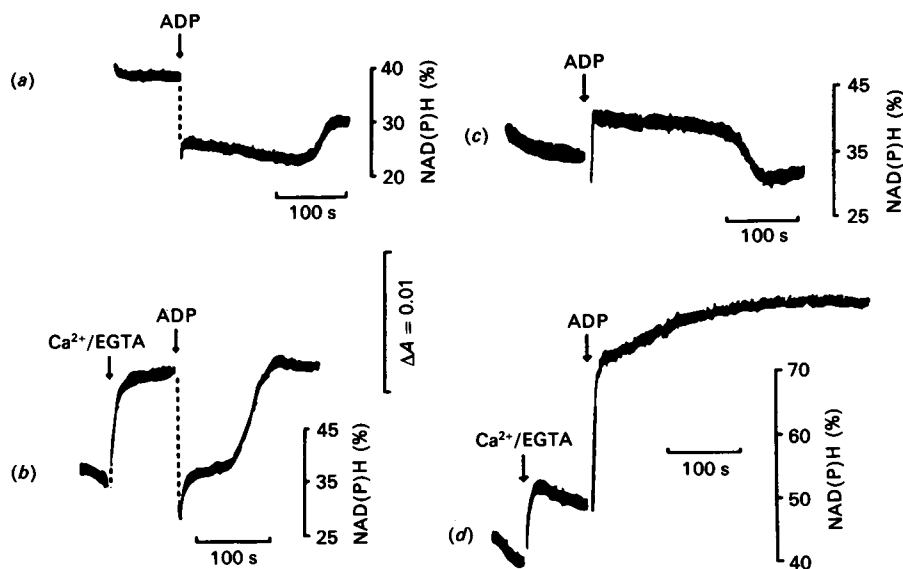 ADP
(a)
40
30
20
NAD(P)H (%)
100 s
ADP
(c)
45
35
25
NAD(P)H (%)
100 s
ΔA = 0.01
Ca²⁺/EGTA
ADP
(b)
45
35
25
NAD(P)H (%)
100 s
ADP
Ca²⁺/EGTA
(d)
70
60
50
40
NAD(P)H (%)
100 s